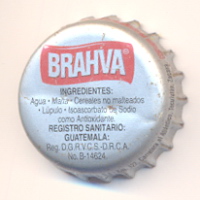 BRAHVA®
INGREDIENTES:
Agua • Malta • Cereales no malteados
• Lúpulo • Isoascorbato de Sodio
como Antioxidante.
REGISTRO SANITARIO:
GUATEMALA:
Reg. D.G.R.V.C.S.-D.R.C.A.
No. B-14624.